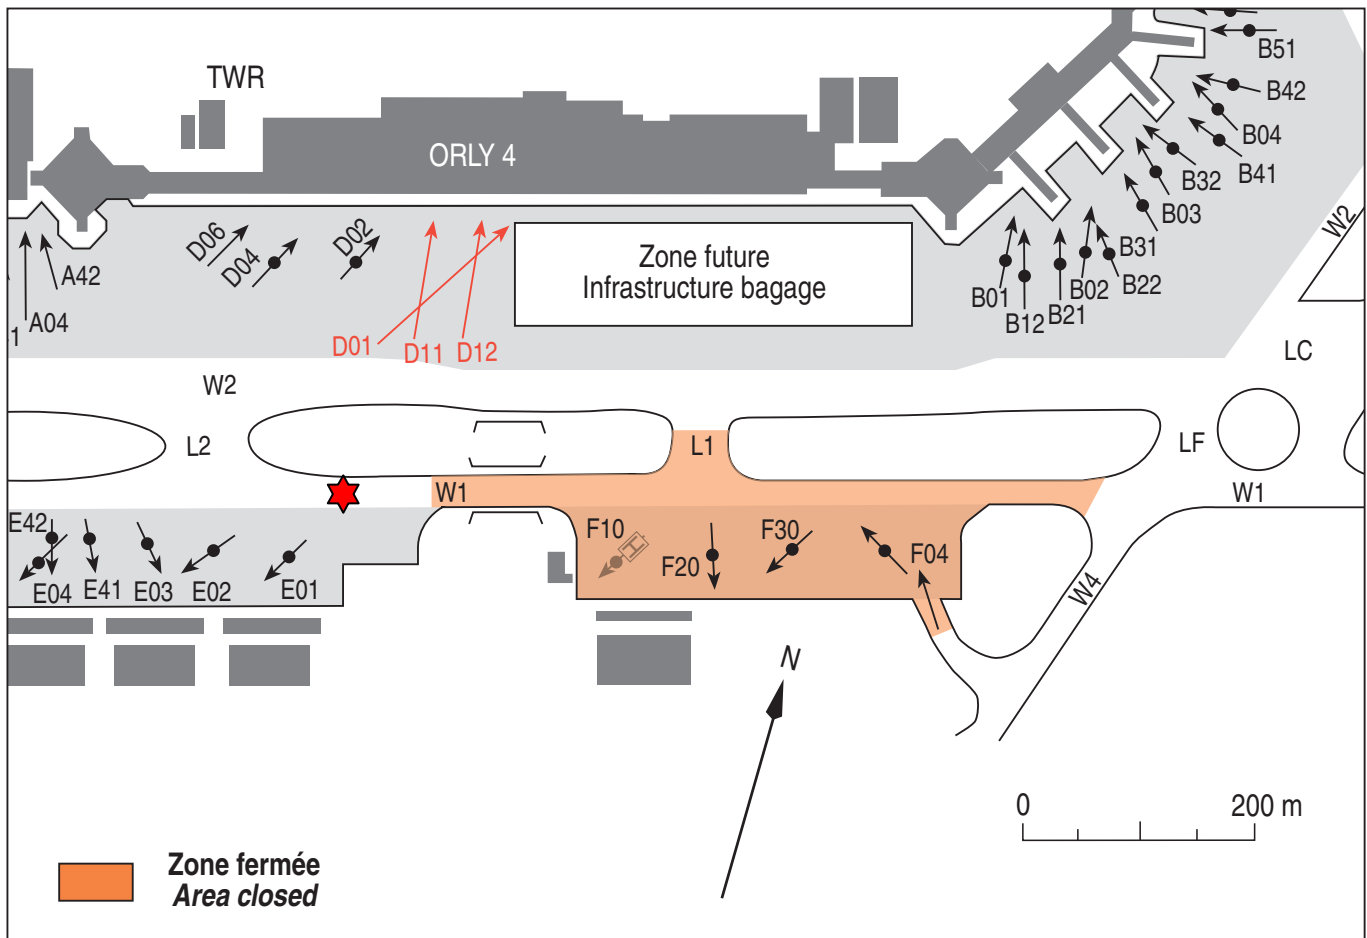 TWR
B51
B42
B04
B41
ORLY 4
B32
B03
W2
D06
D04
D02
Zone future
Infrastructure bagage
B31
B22
B02
B01
B21
B12
A42
A04
1
D01
D11
D12
LC
W2
L2
L1
LF
W1
W1
E42
F10
F20
F30
F04
E04
E41
E03
E02
E01
W4
N
0
200 m
Zone fermée
Area closed